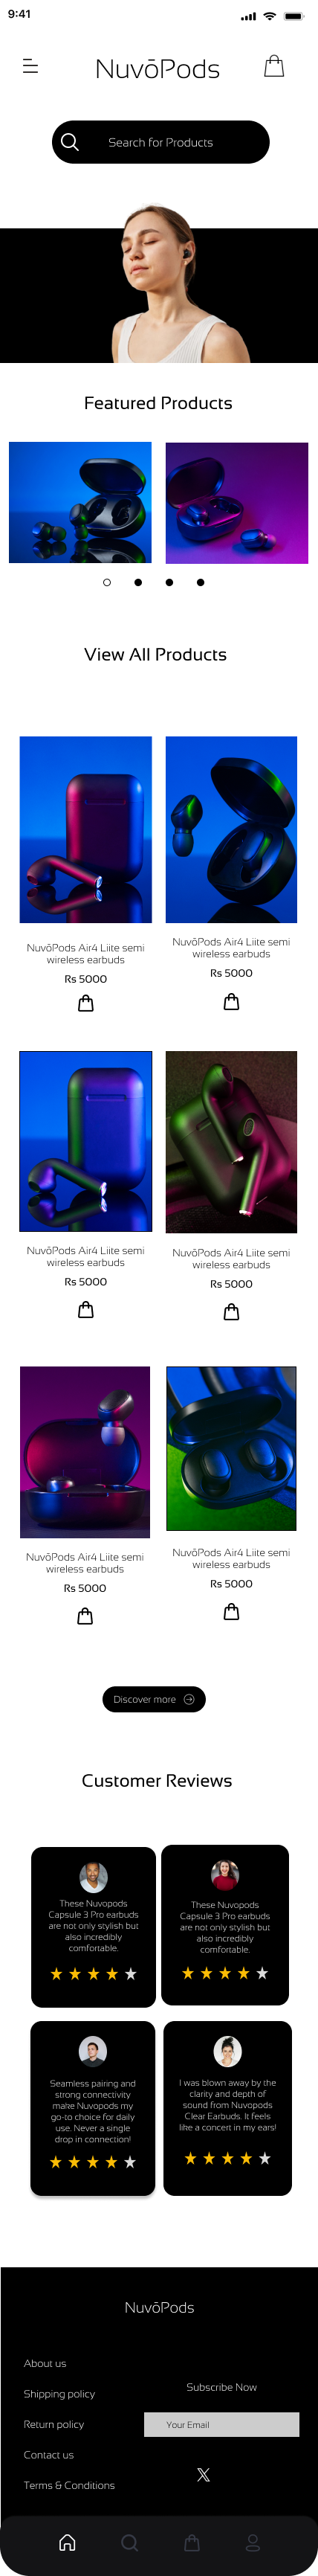 9:41
NuvōPods
Search for Products
Featured Products
View All Products
NuvōPods Air4 Liite semi
wireless earbuds
Rs 5000
NuvōPods Air4 Liite semi
wireless earbuds
Rs 5000
NuvōPods Air4 Liite semi
wireless earbuds
Rs 5000
NuvōPods Air4 Liite semi
wireless earbuds
Rs 5000
NuvōPods Air4 Liite semi
wireless earbuds
Rs 5000
NuvōPods Air4 Liite semi
wireless earbuds
Rs 5000
Discover more
Customer Reviews
These Nuvopods
Capsule 3 Pro earbuds
are not only stylish but
also incredibly
comfortable.
These Nuvopods
Capsule 3 Pro earbuds
are not only stylish but
also incredibly
comfortable.
Seamless pairing and
strong connectivity
make Nuvopods my
go-to choice for daily
use. Never a single
drop in connection!
I was blown away by the
clarity and depth of
sound from Nuvopods
Clear Earbuds. It feels
like a concert in my ears!
NuvōPods
About us
Shipping policy
Return policy
Contact us
Terms & Conditions
Subscribe Now
Your Email